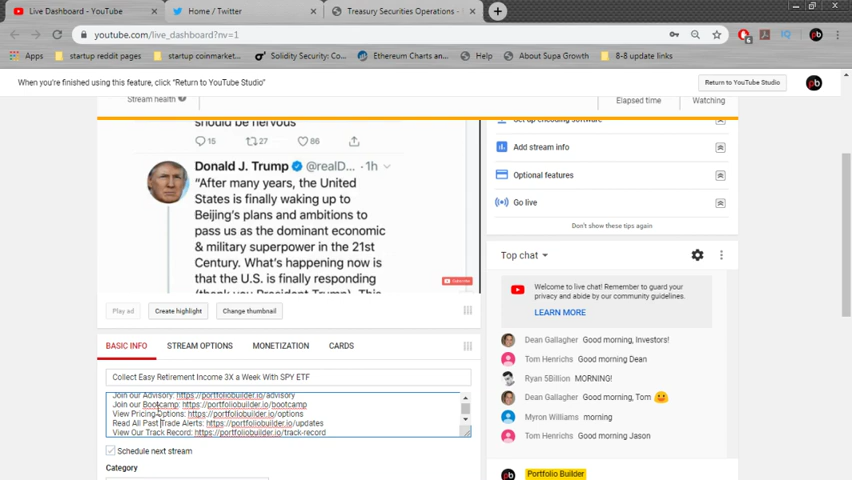 Live Dashboard - YouTube
Home / Twitter
Treasury Securities Operations -
youtube.com/live_dashboard?nv=1
Apps
startup reddit pages
startup coinmarket...
Solidity Security: Co...
Ethereum Charts an...
Help
About Supa Growth
8-8 update links
When you're finished using this feature, click "Return to YouTube Studio"
Return to YouTube Studio
Stream health
Elapsed time
Watching
should be nervous
15
27
86
Donald J. Trump @realD... · 1h
"After many years, the United
States is finally waking up to
Beijing's plans and ambitions to
pass us as the dominant economic
& military superpower in the 21st
Century. What's happening now is
that the U.S. is finally responding
(thank you President Trump). This
Set up encoding software
Add stream info
Optional features
Go live
Don't show these tips again
Top chat
Welcome to live chat! Remember to guard your
privacy and abide by our community guidelines.
LEARN MORE
Dean Gallagher Good morning, Investors!
Tom Henrichs Good morning Dean
Ryan 5Billion MORNING!
Dean Gallagher Good morning, Tom
Myron Williams morning
Tom Henrichs Good morning Jason
Portfolio Builder
Play ad
Create highlight
Change thumbnail
BASIC INFO
STREAM OPTIONS
MONETIZATION
CARDS
Collect Easy Retirement Income 3X a Week With SPY ETF
Join our Advisory: https://portfoliobuilder.io/advisory
Join our Bootcamp: https://portfoliobuilder.io/bootcamp
View Pricing Options: https://portfoliobuilder.io/options
Read All Past Trade Alerts: https://portfoliobuilder.io/updates
View Our Track Record: https://portfoliobuilder.io/track-record
Schedule next stream
Category